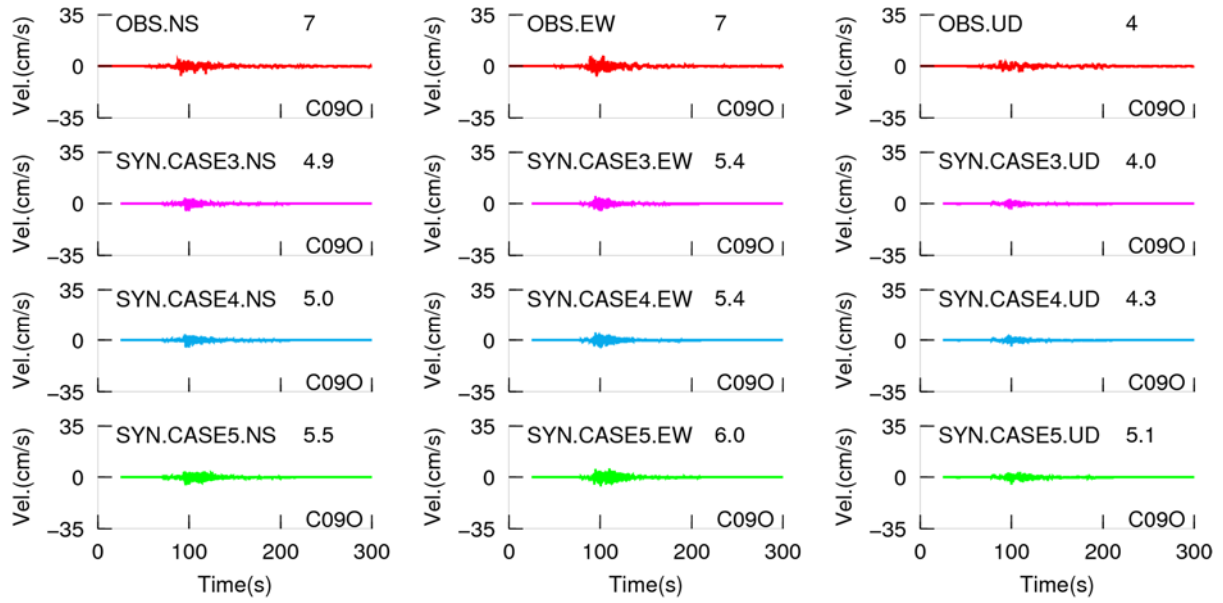 35 OBS.NS 7
Vel.(cm/s)
0
−35 C09O
35 OBS.EW 7
Vel.(cm/s)
0
−35 C09O
35 OBS.UD 4
Vel.(cm/s)
0
−35 C09O
35 SYN.CASE3.NS 4.9
Vel.(cm/s)
0
−35 C09O
35 SYN.CASE3.EW 5.4
Vel.(cm/s)
0
−35 C09O
35 SYN.CASE3.UD 4.0
Vel.(cm/s)
0
−35 C09O
35 SYN.CASE4.NS 5.0
Vel.(cm/s)
0
−35 C09O
35 SYN.CASE4.EW 5.4
Vel.(cm/s)
0
−35 C09O
35 SYN.CASE4.UD 4.3
Vel.(cm/s)
0
−35 C09O
35 SYN.CASE5.NS 5.5
Vel.(cm/s)
0
−35 C09O
0 100 200 300
Time(s)
35 SYN.CASE5.EW 6.0
Vel.(cm/s)
0
−35 C09O
0 100 200 300
Time(s)
35 SYN.CASE5.UD 5.1
Vel.(cm/s)
0
−35 C09O
0 100 200 300
Time(s)